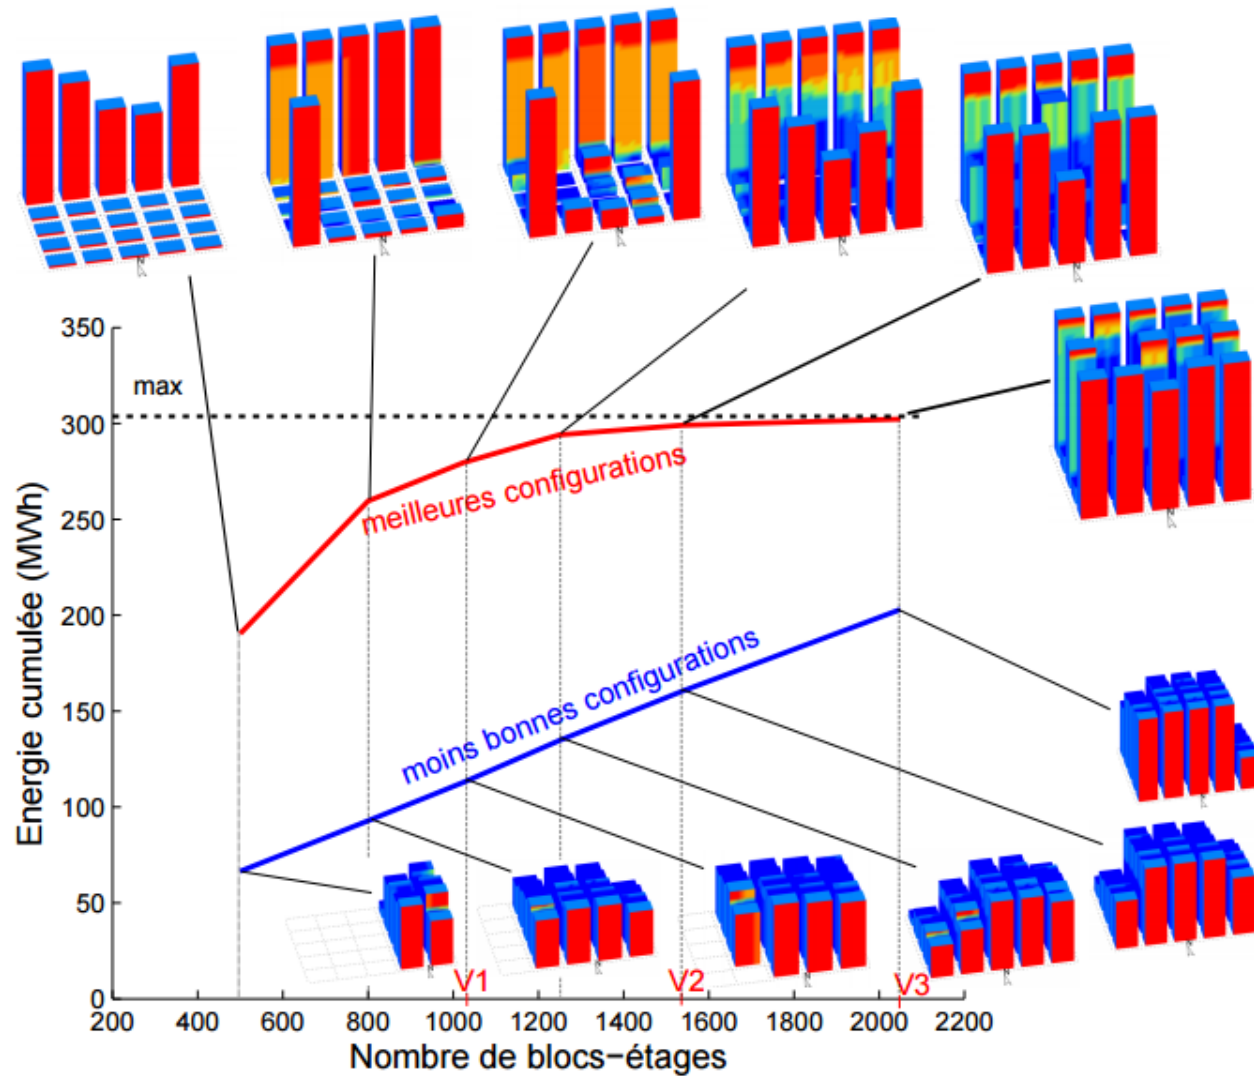 350
max
300
meilleures configurations
250
Energie cumulée (MWh)
200
moins bonnes configurations
150
100
50
V1
V2
V3
0
200 400 600 800 1000 1200 1400 1600 1800 2000 2200
Nombre de blocs−étages